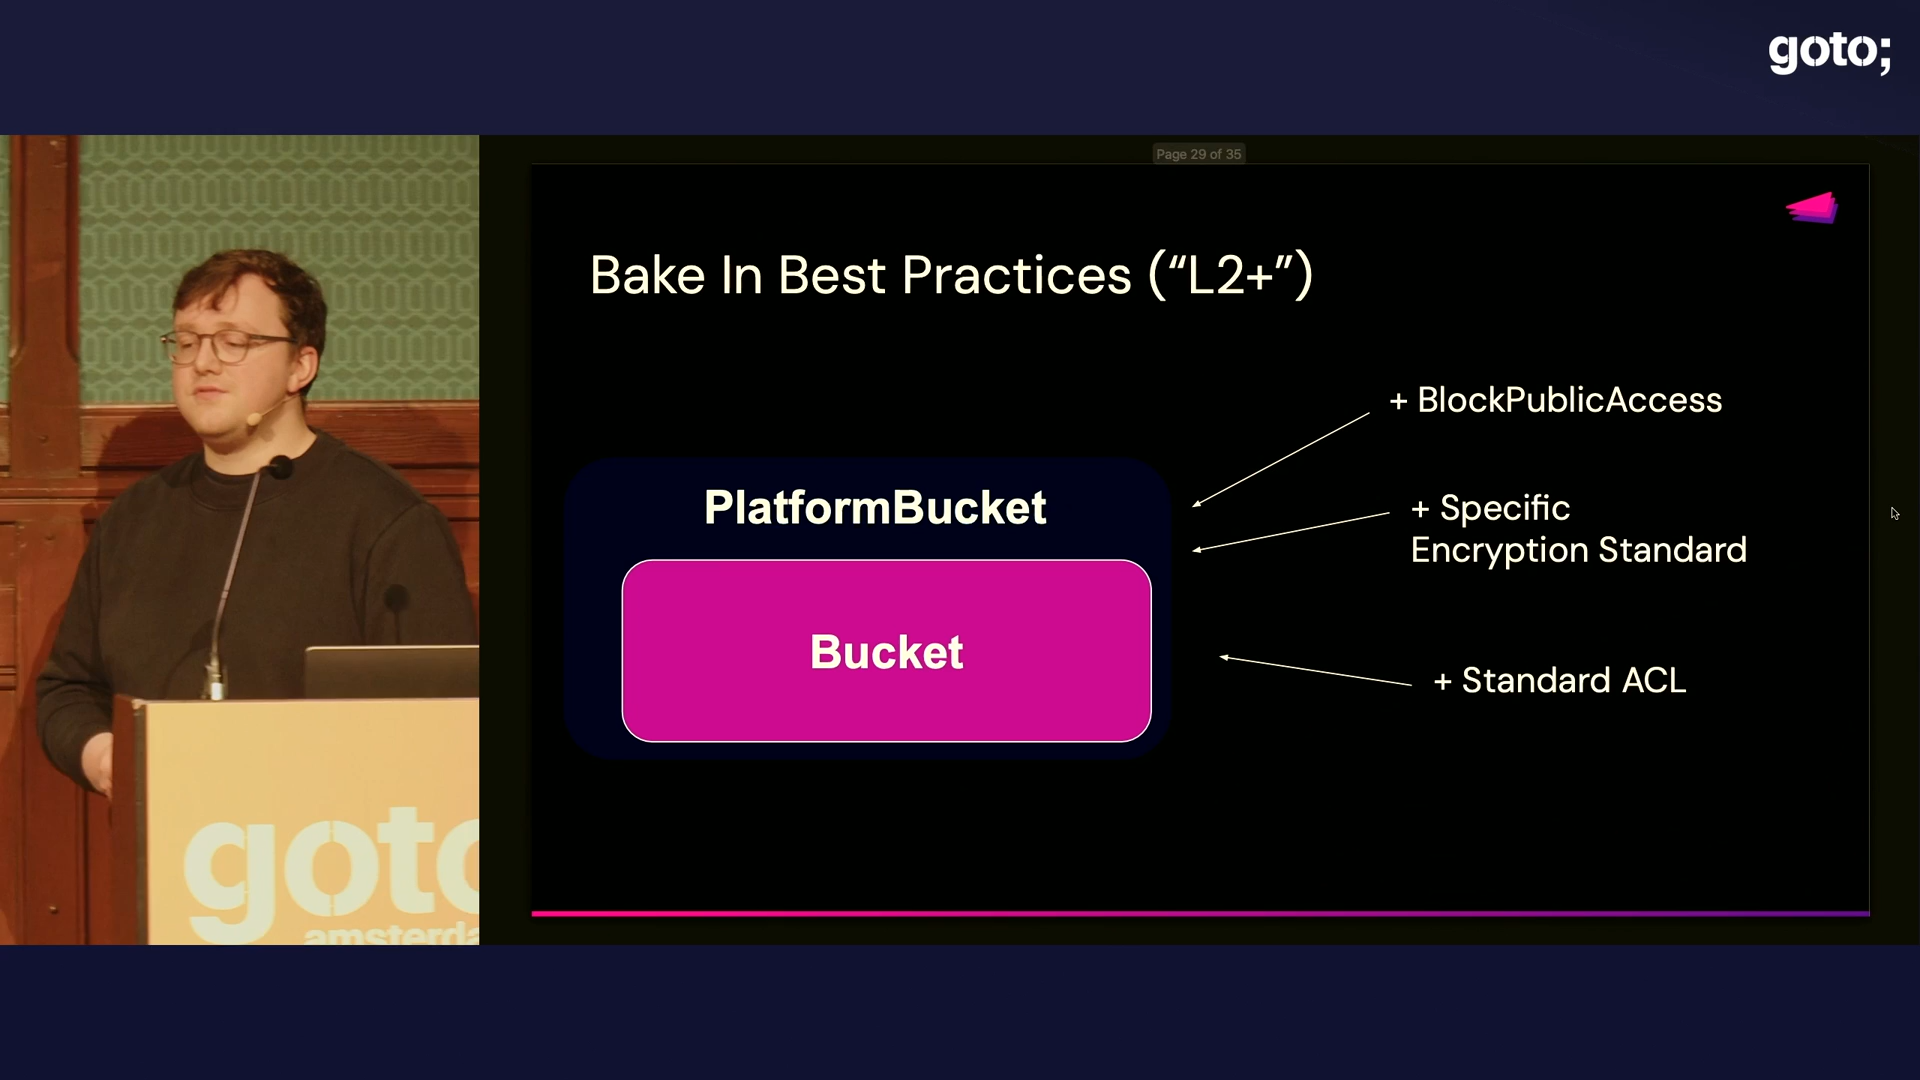 goto;
Page 29 of 35
Bake In Best Practices (“L2+”)
+ BlockPublicAccess
PlatformBucket
+ Specific
Encryption Standard
Bucket
+ Standard ACL
goto
amsterda